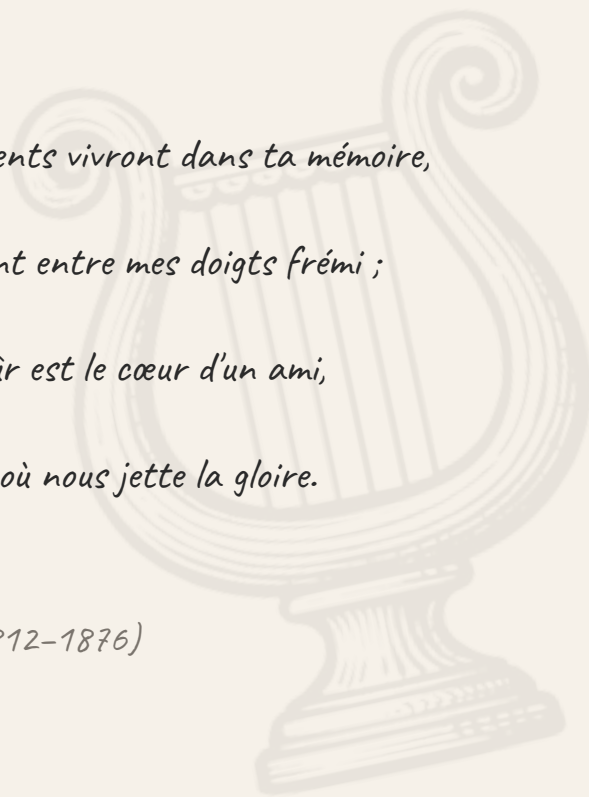 ents vivront dans ta mémoire,
nt entre mes doigts frémi ;
ûr est le cœur d'un ami,
où nous jette la gloire.
812–1876)